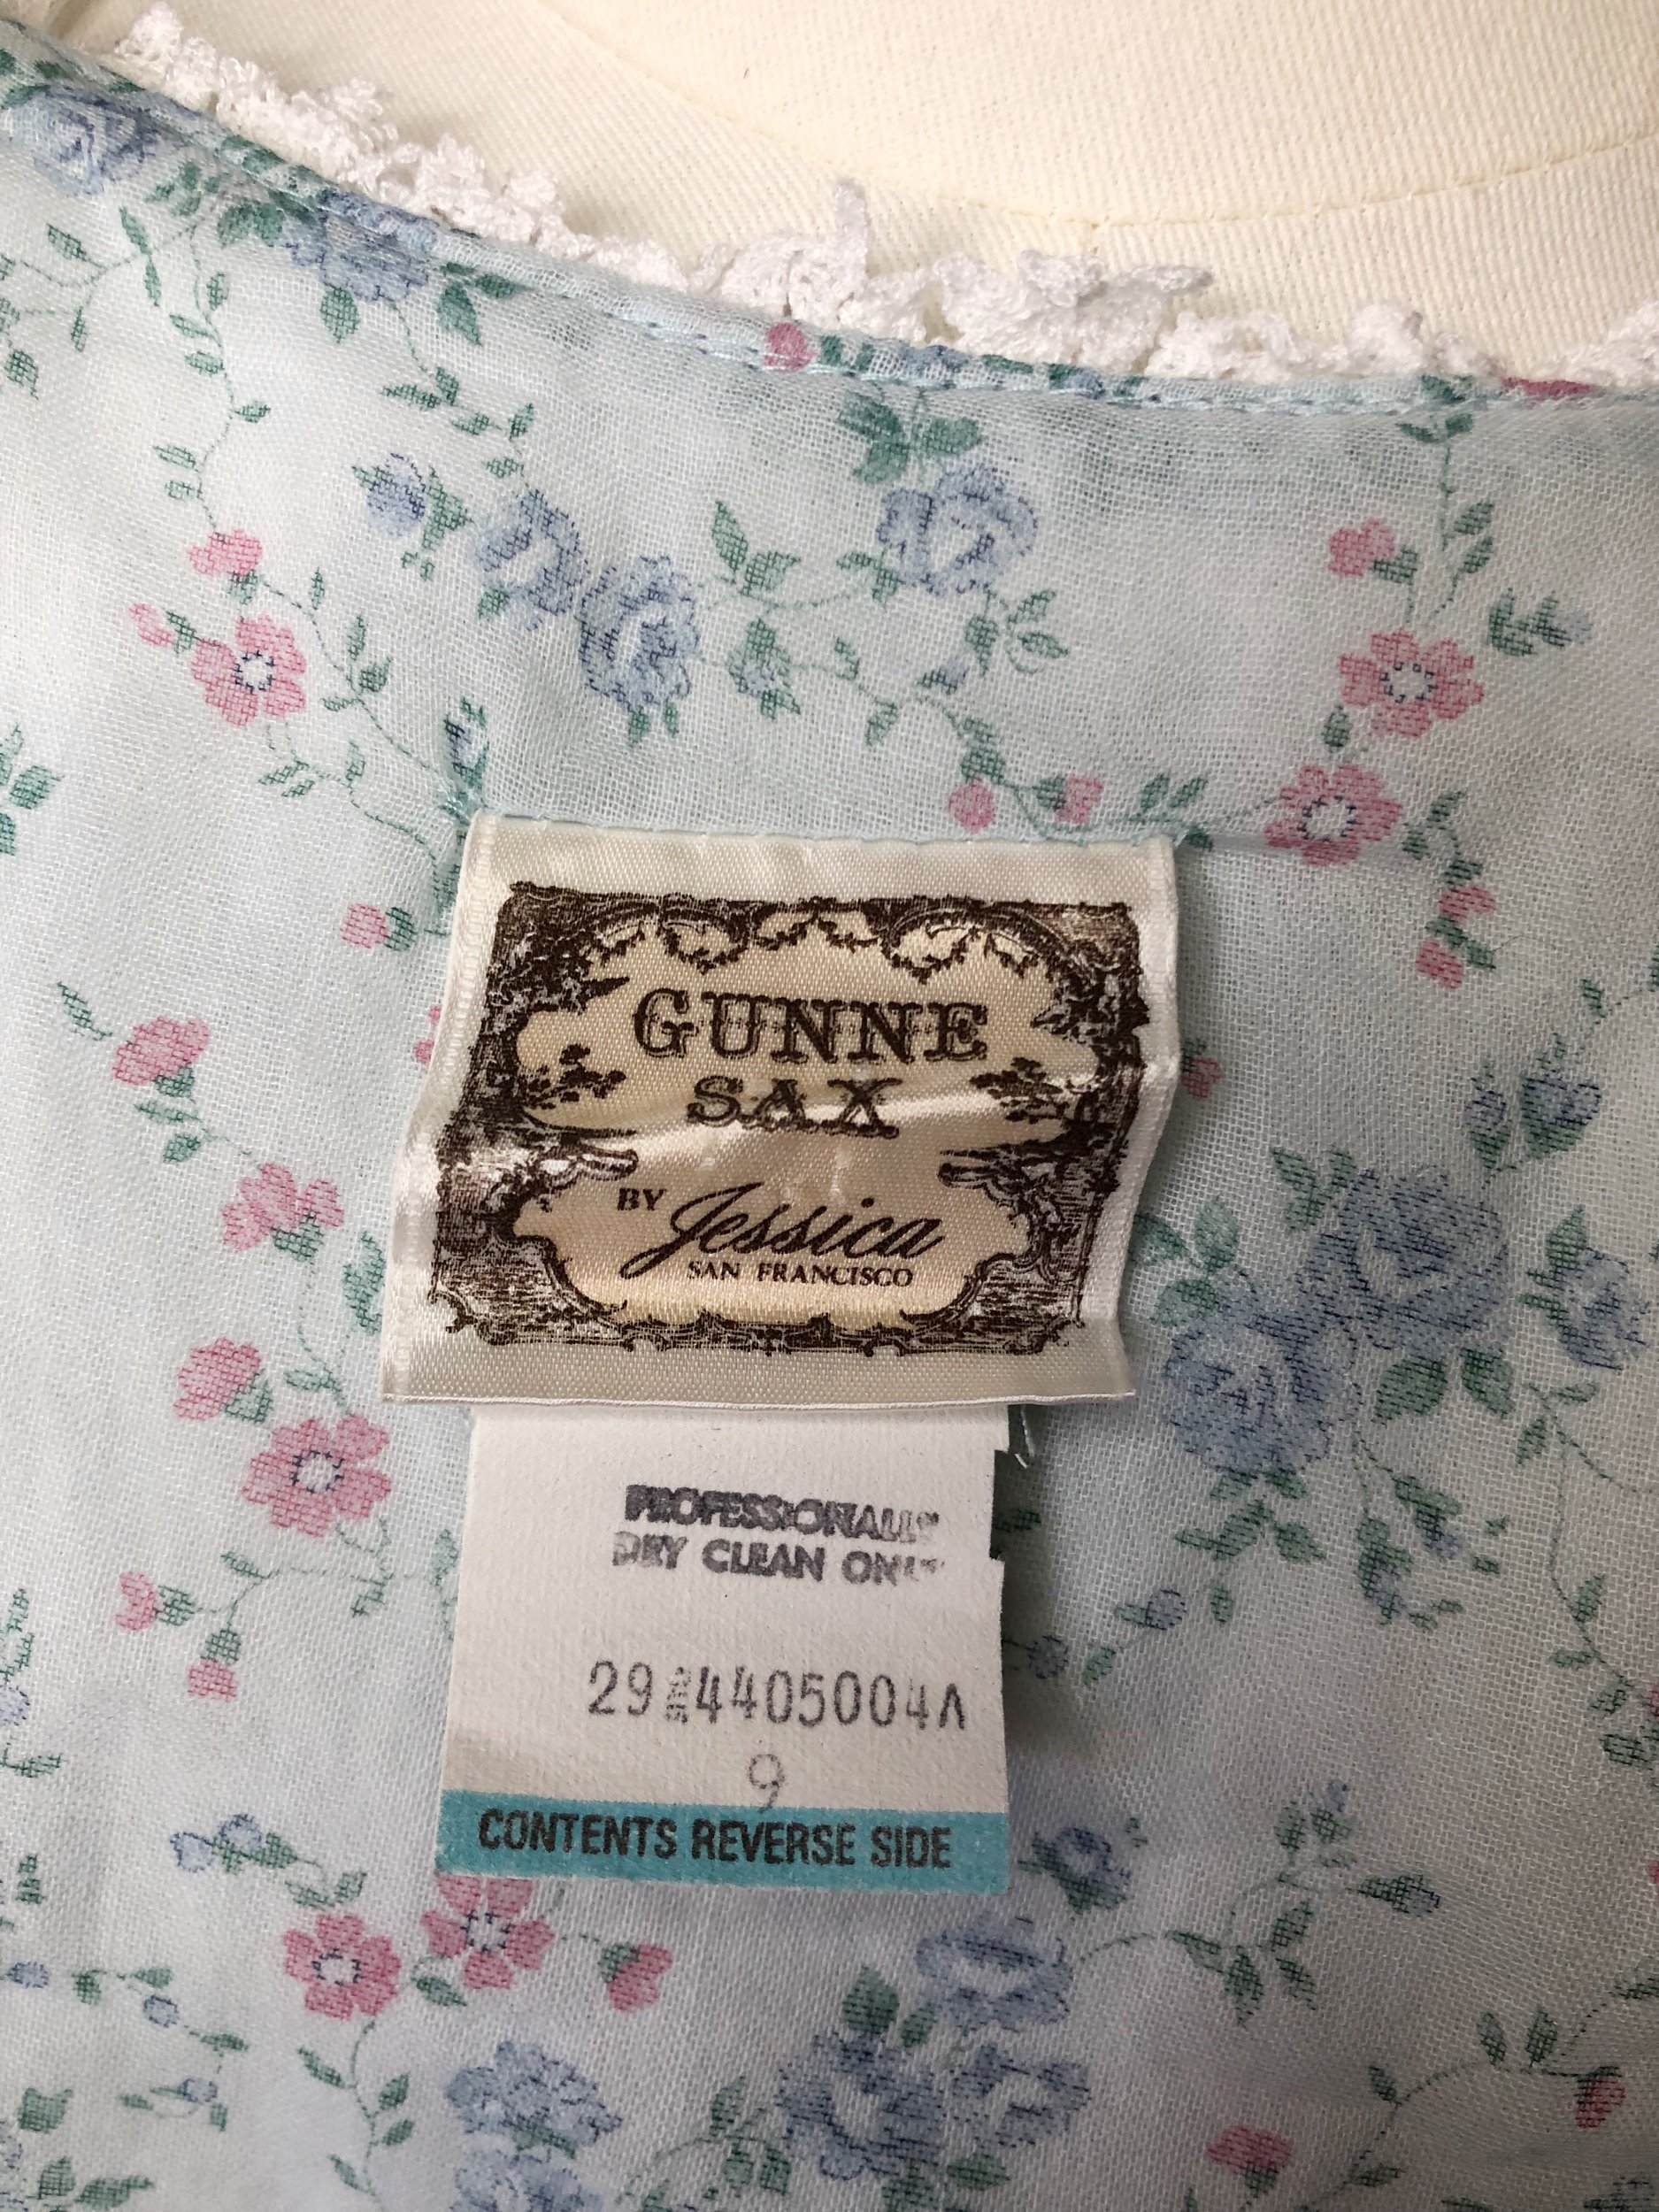 GUNNE
SAX
BY Jessica
SAN FRANCISCO
PROFESSIONALLY
DRY CLEAN ONLY
29 4405004A
9
CONTENTS REVERSE SIDE